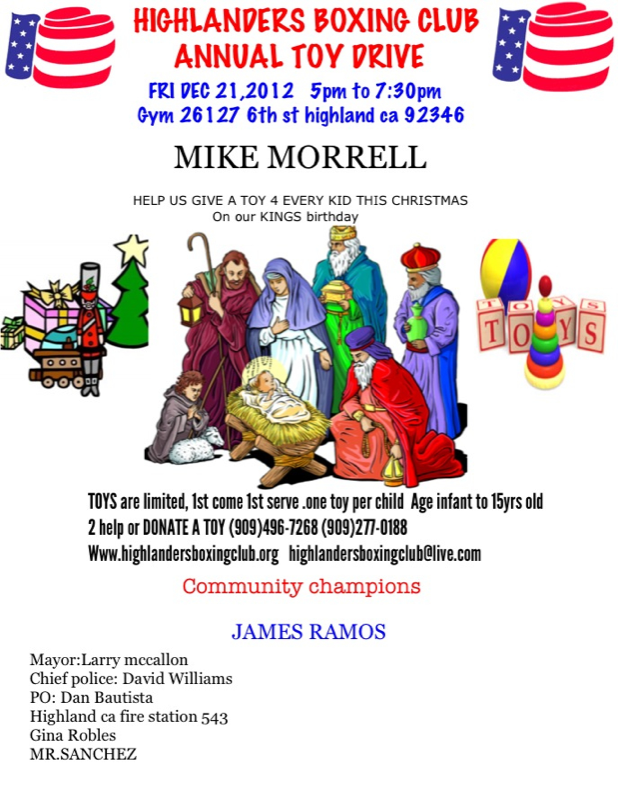 HIGHLANDERS BOXING CLUB
ANNUAL TOY DRIVE
FRI DEC 21,2012 5pm to 7:30pm
Gym 26127 6th st highland ca 92346
MIKE MORRELL
HELP US GIVE A TOY 4 EVERY KID THIS CHRISTMAS
On our KINGS birthday
TOYS
TOYS
TOYS are limited, 1st come 1st serve .one toy per child Age infant to 15yrs old
2 help or DONATE A TOY (909)496-7268 (909)277-0188
Www.highlandersboxingclub.org highlandersboxingclub@live.com
Community champions
JAMES RAMOS
Mayor:Larry mccallon
Chief police: David Williams
PO: Dan Bautista
Highland ca fire station 543
Gina Robles
MR.SANCHEZ